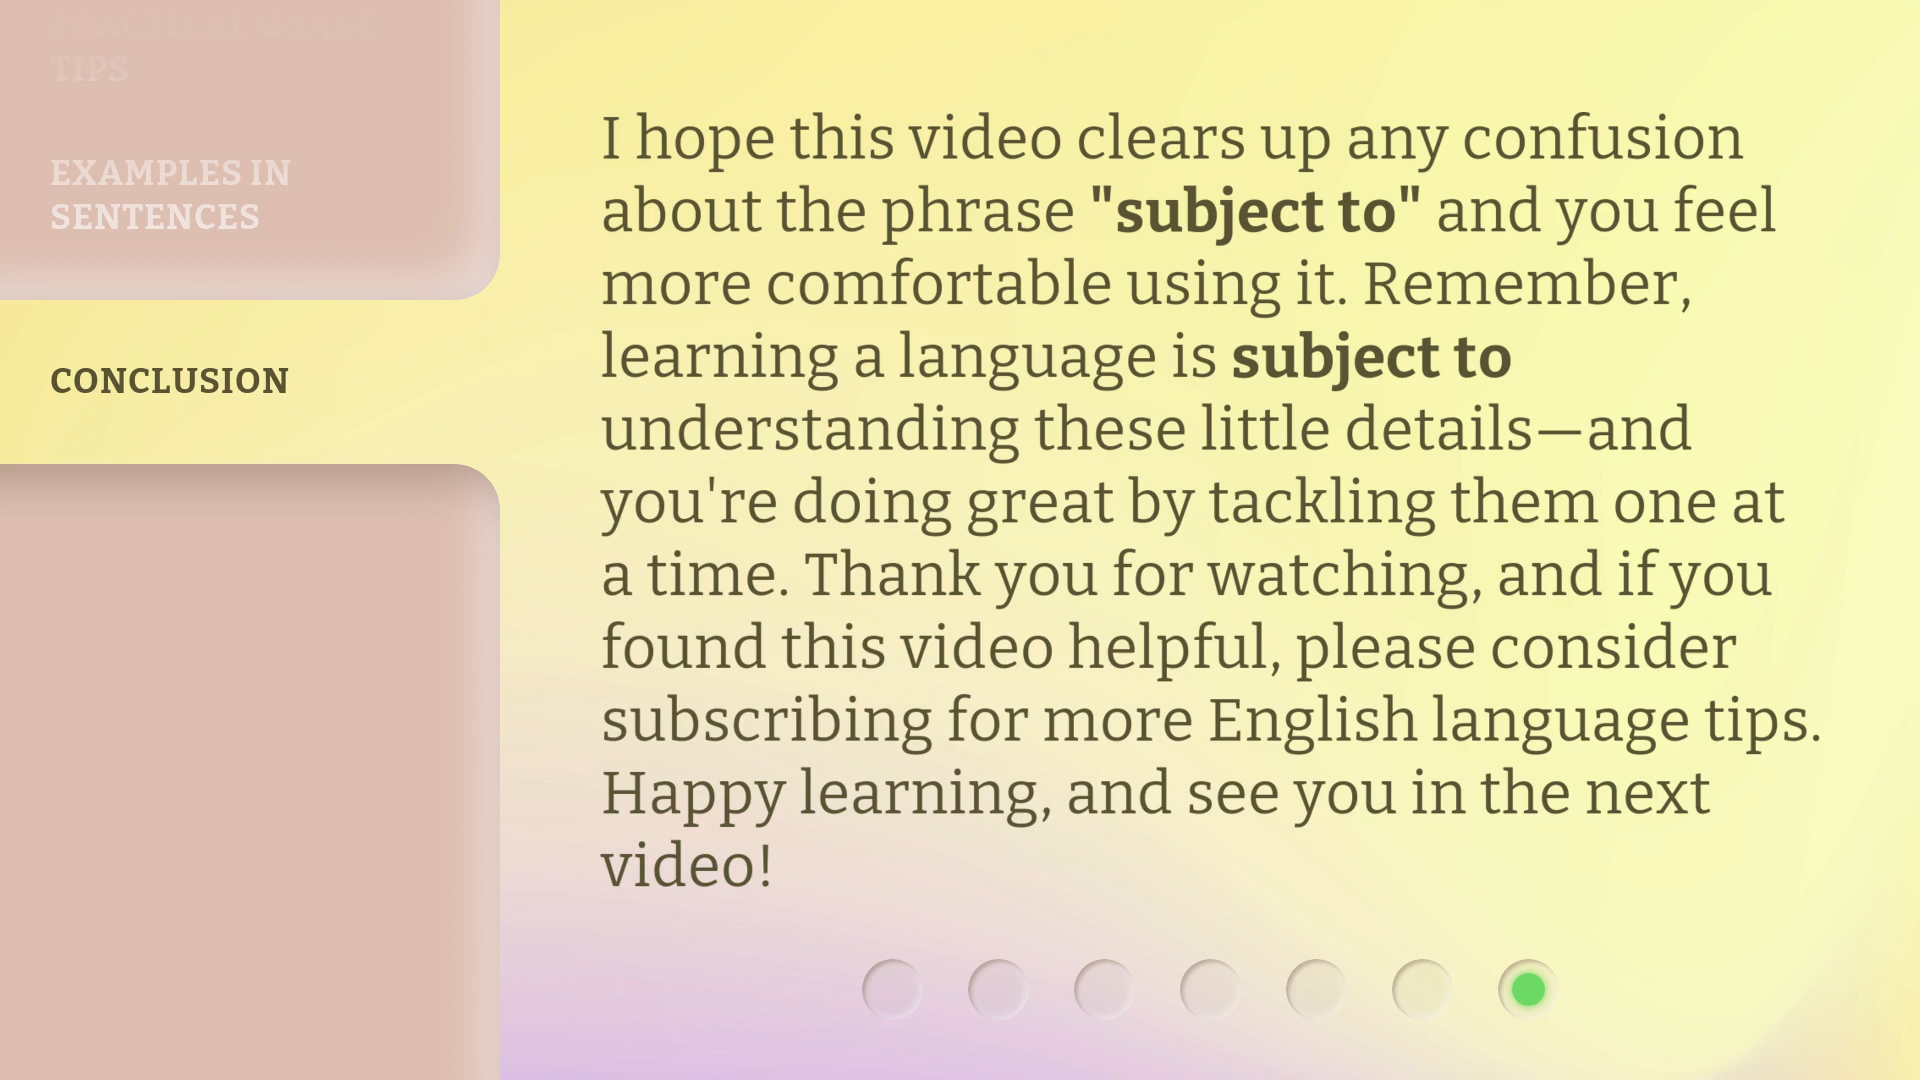 PRACTICAL USAGE
TIPS
EXAMPLES IN
SENTENCES
CONCLUSION
I hope this video clears up any confusion
about the phrase "subject to" and you feel
more comfortable using it. Remember,
learning a language is subject to
understanding these little details—and
you're doing great by tackling them one at
a time. Thank you for watching, and if you
found this video helpful, please consider
subscribing for more English language tips.
Happy learning, and see you in the next
video!